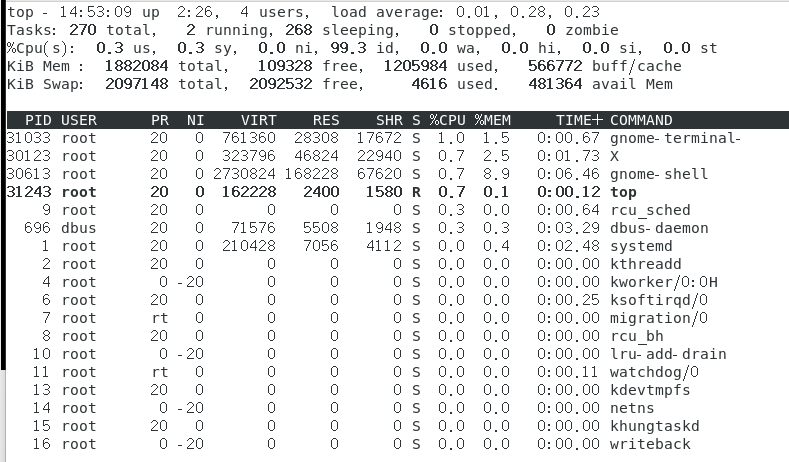 top - 14:53:09 up  2:26,  4 users,  load average: 0.01, 0.28, 0.23
Tasks: 270 total,   2 running, 268 sleeping,   0 stopped,   0 zombie
%Cpu(s):  0.3 us,  0.3 sy,  0.0 ni, 99.3 id,  0.0 wa,  0.0 hi,  0.0 si,  0.0 st
KiB Mem :  1882084 total,   109328 free,  1205984 used,   566772 buff/cache
KiB Swap:  2097148 total,  2092532 free,     4616 used.   481364 avail Mem
PID USER      PR  NI    VIRT    RES    SHR S %CPU %MEM     TIME+ COMMAND
31033 root      20   0  761360  28308  17672 S  1.0  1.5   0:00.67 gnome-terminal-
30123 root      20   0  323796  46824  22940 S  0.7  2.5   0:01.73 X
30613 root      20   0 2730824 168228  67620 S  0.7  8.9   0:06.46 gnome-shell
31243 root      20   0  162228   2400   1580 R  0.7  0.1   0:00.12 top
9 root      20   0       0      0      0 S  0.3  0.0   0:00.64 rcu_sched
696 dbus      20   0   71576   5508   1948 S  0.3  0.3   0:03.29 dbus-daemon
1 root      20   0  210428   7056   4112 S  0.0  0.4   0:02.48 systemd
2 root      20   0       0      0      0 S  0.0  0.0   0:00.00 kthreadd
4 root       0 -20       0      0      0 S  0.0  0.0   0:00.00 kworker/0:0H
6 root      20   0       0      0      0 S  0.0  0.0   0:00.25 ksoftirqd/0
7 root      rt   0       0      0      0 S  0.0  0.0   0:00.00 migration/0
8 root      20   0       0      0      0 S  0.0  0.0   0:00.00 rcu_bh
10 root       0 -20       0      0      0 S  0.0  0.0   0:00.00 lru-add-drain
11 root      rt   0       0      0      0 S  0.0  0.0   0:00.11 watchdog/0
13 root      20   0       0      0      0 S  0.0  0.0   0:00.00 kdevtmpfs
14 root       0 -20       0      0      0 S  0.0  0.0   0:00.00 netns
15 root      20   0       0      0      0 S  0.0  0.0   0:00.00 khungtaskd
16 root       0 -20       0      0      0 S  0.0  0.0   0:00.00 writeback